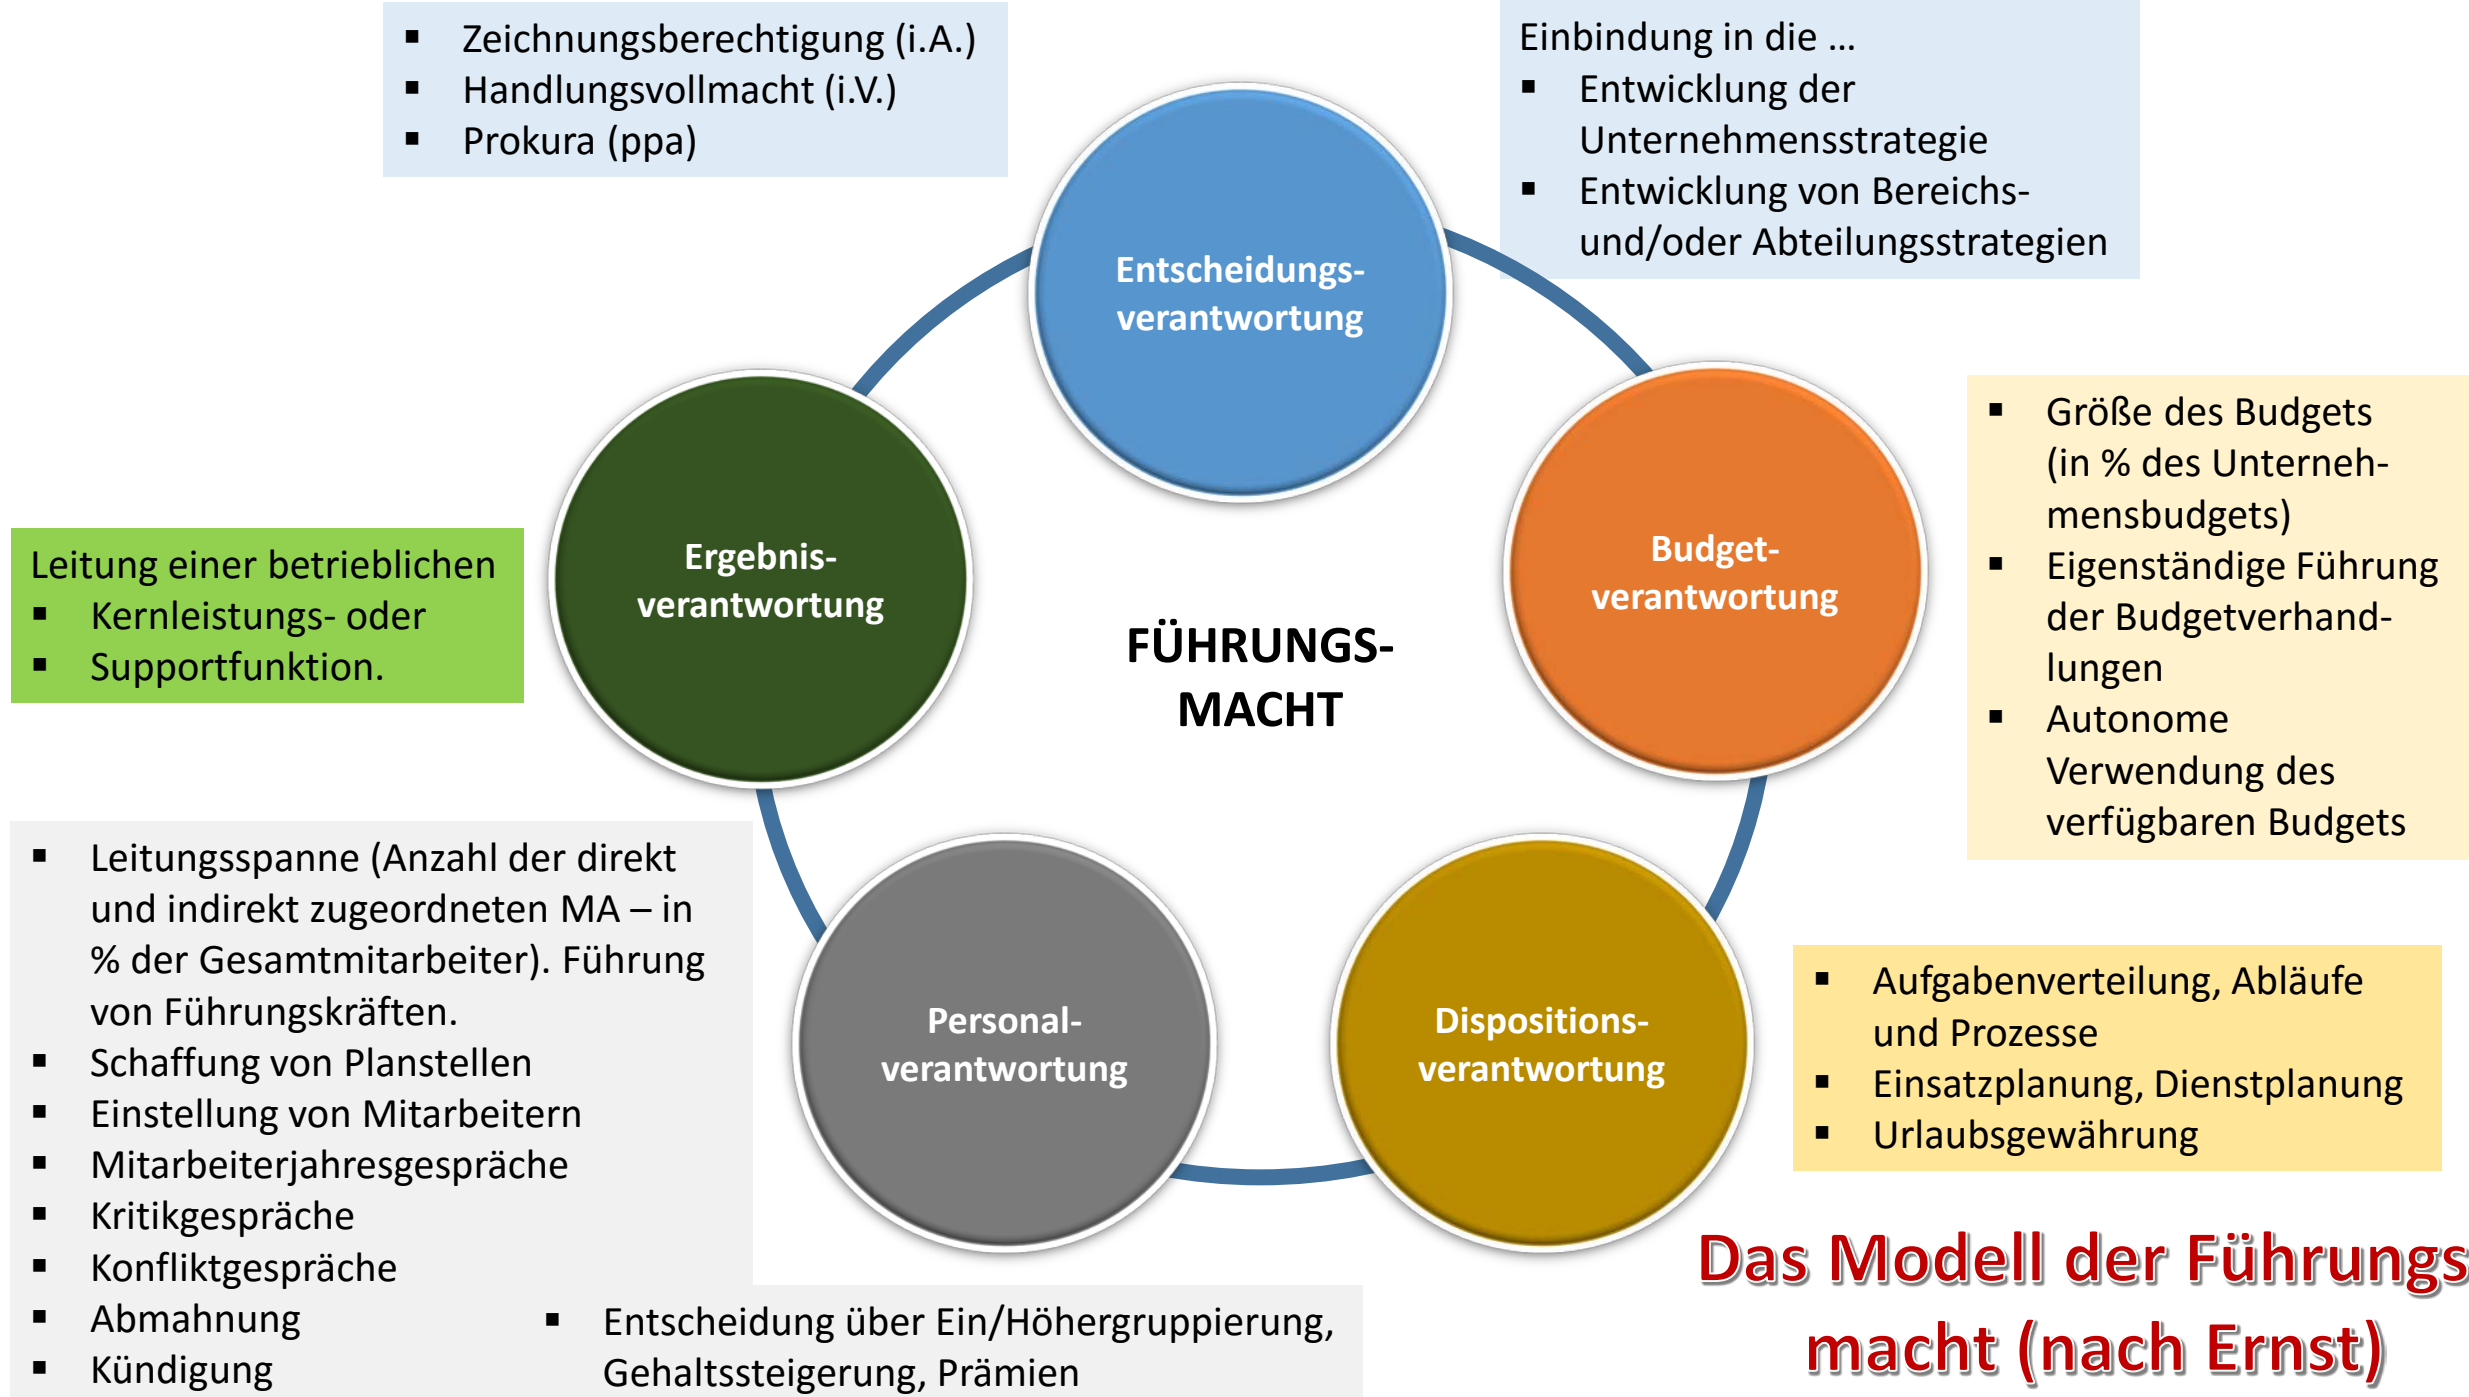 ▪ Zeichnungsberechtigung (i.A.)
▪ Handlungsvollmacht (i.V.)
▪ Prokura (ppa)
Einbindung in die ...
▪ Entwicklung der
Unternehmensstrategie
▪ Entwicklung von Bereichs-
und/oder Abteilungsstrategien
Entscheidungs-
verantwortung
▪ Größe des Budgets
(in % des Unterneh-
mensbudgets)
▪ Eigenständige Führung
der Budgetverhand-
lungen
▪ Autonome
Verwendung des
verfügbaren Budgets
Budget-
verantwortung
Ergebnis-
verantwortung
Leitung einer betrieblichen
▪ Kernleistungs- oder
▪ Supportfunktion.
FÜHRUNGS-
MACHT
▪ Leitungsspanne (Anzahl der direkt
und indirekt zugeordneten MA – in
% der Gesamtmitarbeiter). Führung
von Führungskräften.
▪ Schaffung von Planstellen
▪ Einstellung von Mitarbeitern
▪ Mitarbeiterjahresgespräche
▪ Kritikgespräche
▪ Konfliktgespräche
▪ Abmahnung
▪ Kündigung
▪ Entscheidung über Ein/Höhergruppierung,
Gehaltssteigerung, Prämien
Personal-
verantwortung
Dispositions-
verantwortung
▪ Aufgabenverteilung, Abläufe
und Prozesse
▪ Einsatzplanung, Dienstplanung
▪ Urlaubsgewährung
Das Modell der Führungs
macht (nach Ernst)